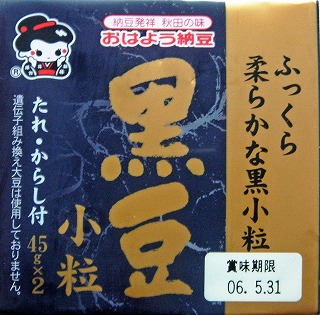 納豆発祥 秋田の味
おはよう納豆
®
ふっくら
柔らかな黒小粒
黒豆
小粒
たれ・からし付
45g×2
遺伝子組み換え大豆は使用しておりません。
賞味期限
06. 5.31